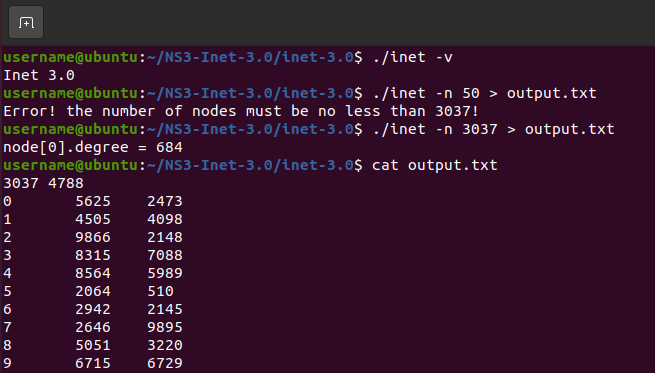 username@ubuntu:~/NS3-Inet-3.0/inet-3.0$ ./inet -v
Inet 3.0
username@ubuntu:~/NS3-Inet-3.0/inet-3.0$ ./inet -n 50 > output.txt
Error! the number of nodes must be no less than 3037!
username@ubuntu:~/NS3-Inet-3.0/inet-3.0$ ./inet -n 3037 > output.txt
node[0].degree = 684
username@ubuntu:~/NS3-Inet-3.0/inet-3.0$ cat output.txt
3037 4788
0 5625 2473
1 4505 4098
2 9866 2148
3 8315 7088
4 8564 5989
5 2064 510
6 2942 2145
7 2646 9895
8 5051 3220
9 6715 6729